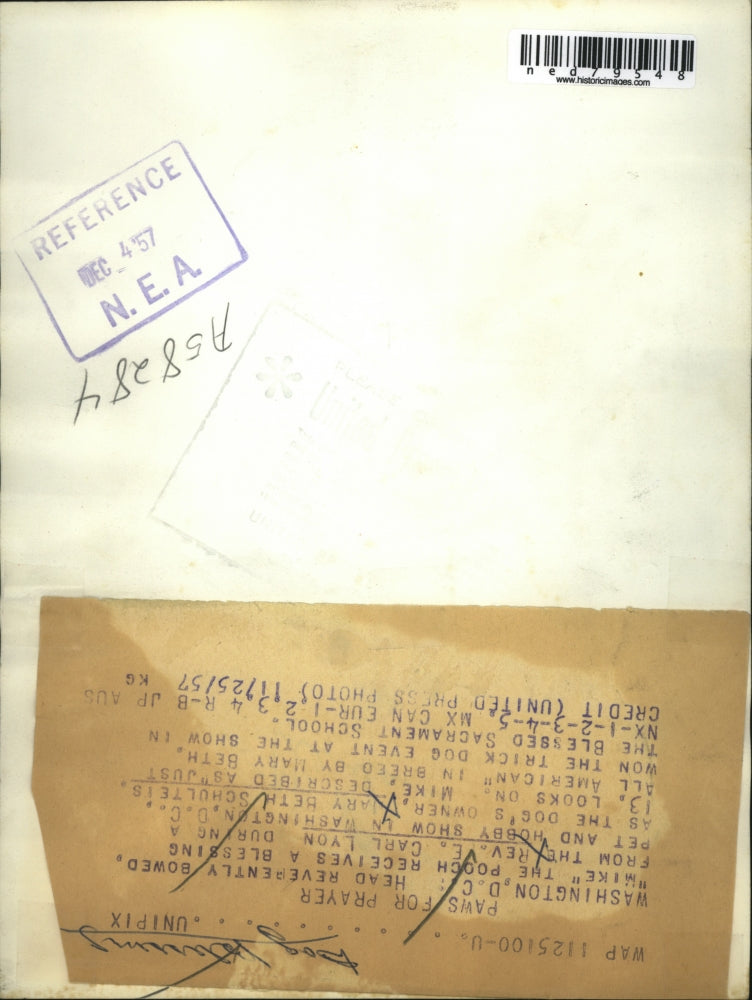 ned79548
www.historicimages.com
REFERENCE
DEC 4 '57
N.E.A.
A58284
WAP 1125100-U. . . . . . . . UNIPIX
PAWS FOR PRAYER
WASHINGTON, D.C.: HEAD REVERENTLY BOWED,
"MIKE" THE POOCH RECEIVES A BLESSING
FROM THE REV. E. CARL LYON DURING A
PET AND HOBBY SHOW IN WASHINGTON, D.C.,
AS THE DOG'S OWNER, MARY BETH SCHULTEIS,
13, LOOKS ON. MIKE, DESCRIBED AS "JUST
ALL AMERICAN" IN BREED BY MARY BETH,
WON THE TRICK DOG EVENT AT THE SHOW IN
THE BLESSED SACRAMENT SCHOOL.
NX-1-2-3-4-5 MX CAN EUR-1,2,3,4 R-B JP AUS
CREDIT (UNITED PRESS PHOTO) 11/25/57 KG